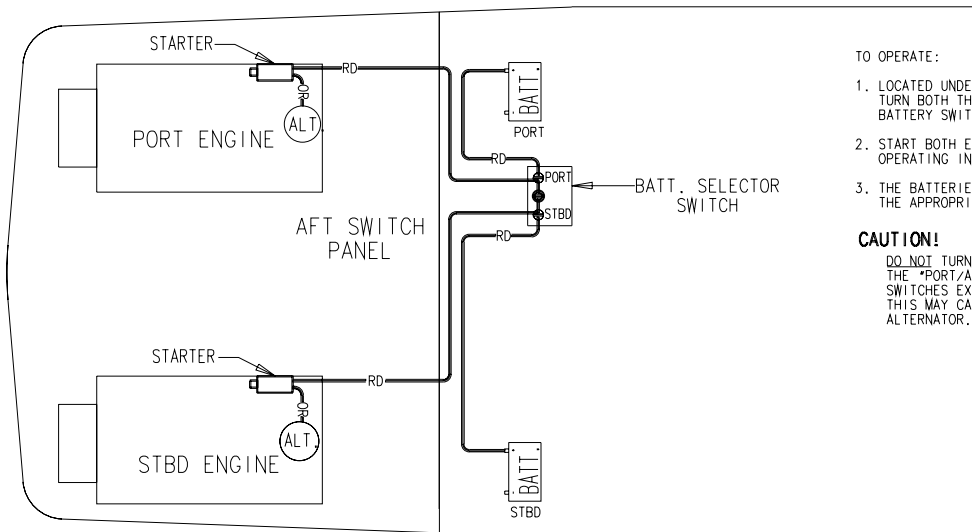 STARTER
RD
OR
ALT.
PORT ENGINE
BATT.
PORT
RD
PORT
STBD
BATT. SELECTOR
SWITCH
AFT SWITCH
PANEL
RD
STARTER
RD
OR
ALT.
STBD ENGINE
BATT.
STBD
TO OPERATE:
1. LOCATED UNDE
TURN BOTH TH
BATTERY SWIT
2. START BOTH E
OPERATING IN
3. THE BATTERIE
THE APPROPRI
CAUTION!
DO NOT TURN
THE "PORT/A
SWITCHES EX
THIS MAY CA
ALTERNATOR.